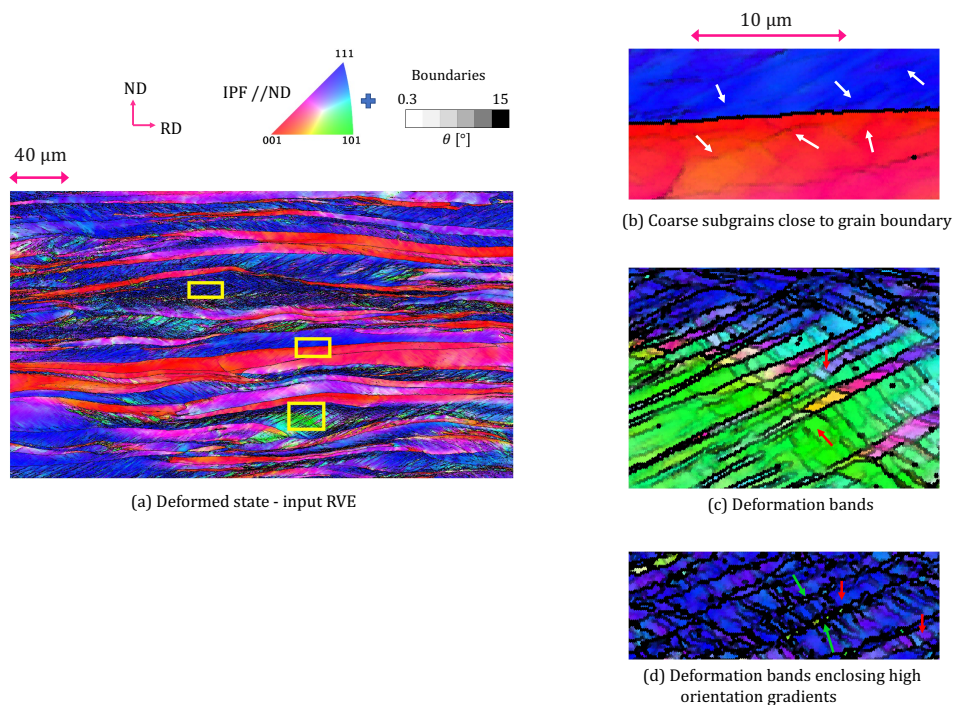 10 µm
111
ND
RD
IPF //ND
Boundaries
0.3
15
001
101
θ [°]
40 µm
(b) Coarse subgrains close to grain boundary
(a) Deformed state - input RVE
(c) Deformation bands
(d) Deformation bands enclosing high
orientation gradients